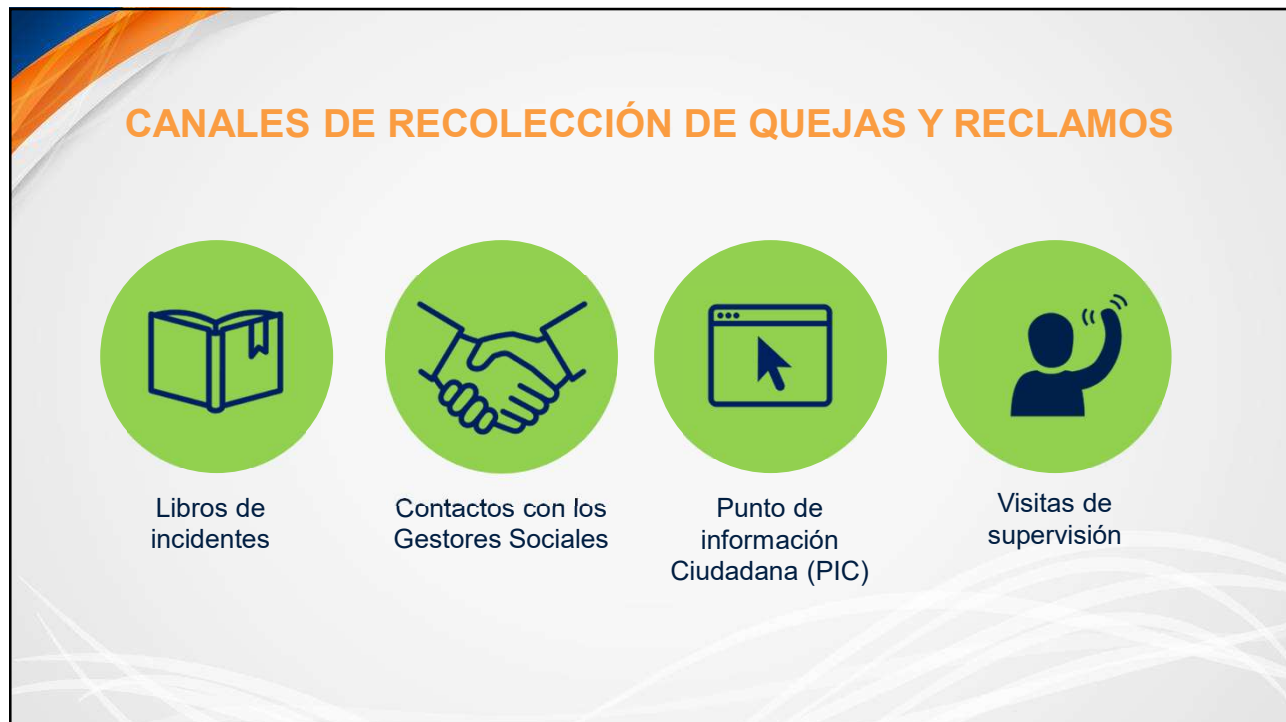 CANALES DE RECOLECCIÓN DE QUEJAS Y RECLAMOS
Libros de
incidentes
Contactos con los
Gestores Sociales
Punto de
información
Ciudadana (PIC)
Visitas de
supervisión